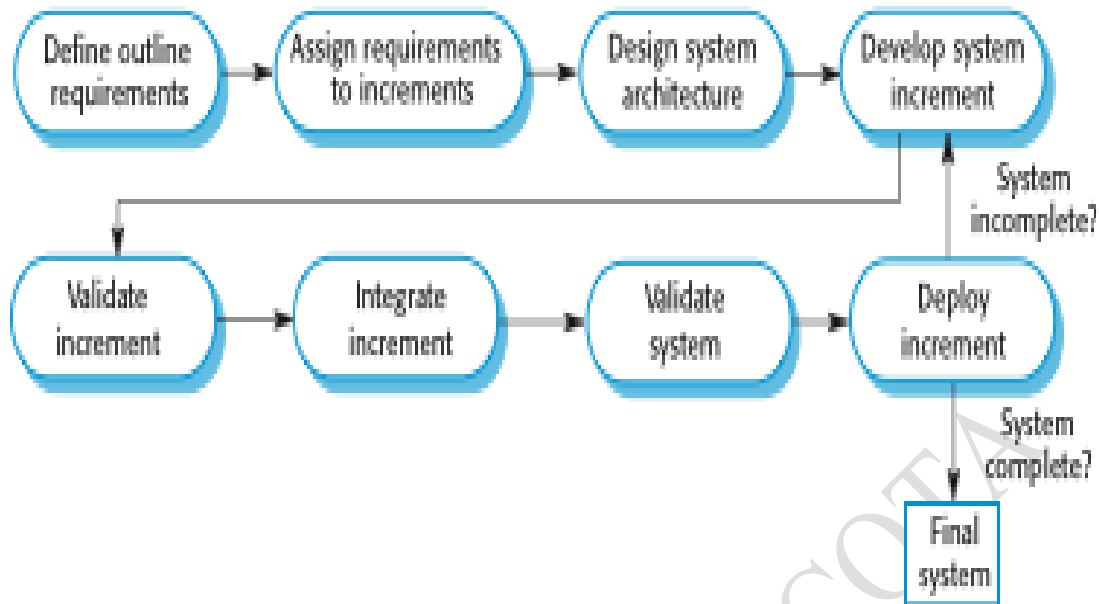 Define outline
requirements
Assign requirements
to increments
Design system
architecture
Develop system
increment
System
incomplete?
Validate
increment
Integrate
increment
Validate
system
Deploy
increment
System
complete?
Final
system
COTA